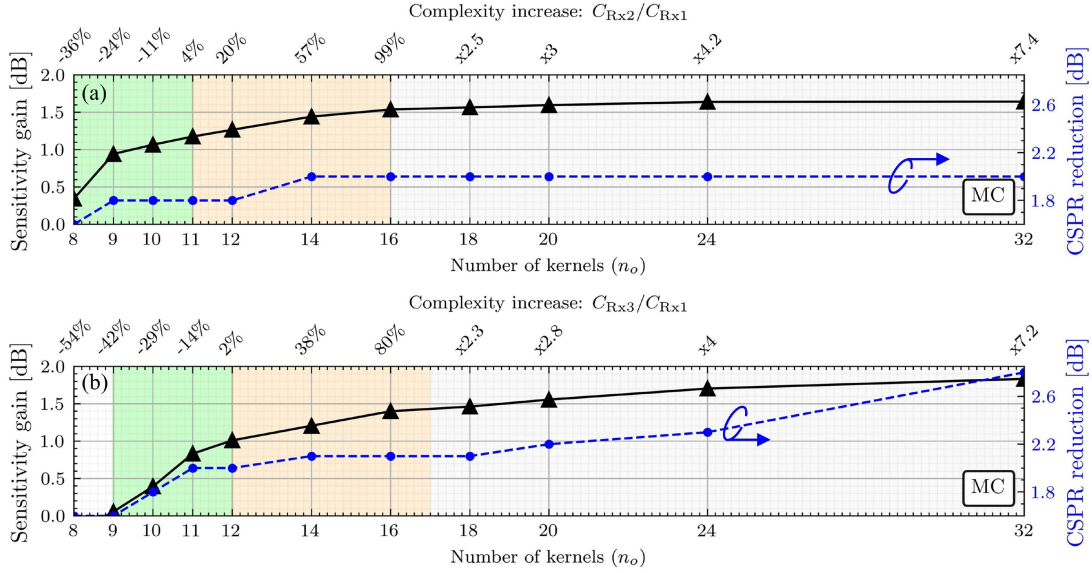 Complexity increase: C_Rx2/C_Rx1
-36% -24% -11% 4% 20% 57% 99% x2.5 x3 x4.2 x7.4
Sensitivity gain [dB]
2.0
1.5
1.0
0.5
0.0
(a)
MC
2.6
2.2
1.8
CSPR reduction [dB]
8 9 10 11 12 14 16 18 20 24 32
Number of kernels (n_o)
Complexity increase: C_Rx3/C_Rx1
-54% -42% -29% -14% 2% 38% 80% x2.3 x2.8 x4 x7.2
Sensitivity gain [dB]
2.0
1.5
1.0
0.5
0.0
(b)
MC
2.6
2.2
1.8
CSPR reduction [dB]
8 9 10 11 12 14 16 18 20 24 32
Number of kernels (n_o)